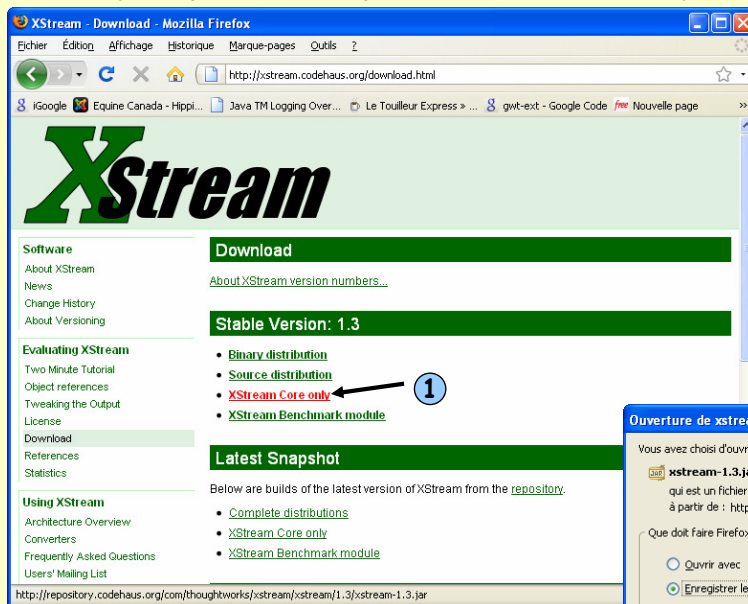 XStream - Download - Mozilla Firefox
Fichier Édition Affichage Historique Marque-pages Outils ?
http://xstream.codehaus.org/download.html
iGoogle Equine Canada - Hippi... Java TM Logging Over... Le Touilleur Express » ... gwt-ext - Google Code free Nouvelle page »
XStream
Software
About XStream
News
Change History
About Versioning
Evaluating XStream
Two Minute Tutorial
Object references
Tweaking the Output
License
Download
References
Statistics
Using XStream
Architecture Overview
Converters
Frequently Asked Questions
Users' Mailing List
Download
About XStream version numbers...
Stable Version: 1.3
• Binary distribution
• Source distribution
• XStream Core only
1
• XStream Benchmark module
Latest Snapshot
Below are builds of the latest version of XStream from the repository.
• Complete distributions
• XStream Core only
• XStream Benchmark module
http://repository.codehaus.org/com/thoughtworks/xstream/xstream/1.3/xstream-1.3.jar
Ouverture de xstrea
Vous avez choisi d'ouvr
JAR xstream-1.3.ja
qui est un fichier
à partir de : http
Que doit faire Firefox
Ouvrir avec
Enregistrer le